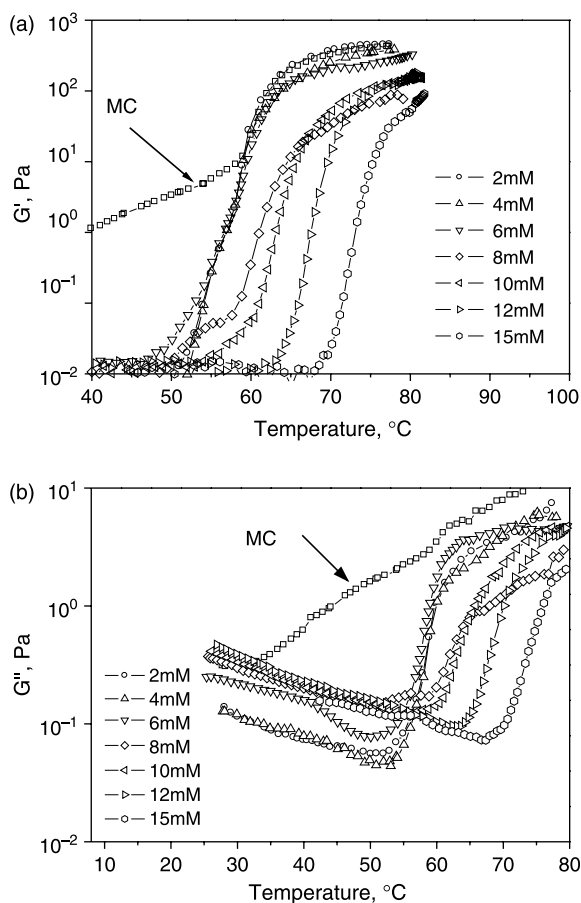 (a)
10³
10²
10¹
10⁰
10⁻¹
10⁻²
G', Pa
MC
2mM
4mM
6mM
8mM
10mM
12mM
15mM
40 50 60 70 80 90 100
Temperature, °C
(b)
10¹
10⁰
10⁻¹
10⁻²
G'', Pa
MC
2mM
4mM
6mM
8mM
10mM
12mM
15mM
10 20 30 40 50 60 70 80
Temperature, °C